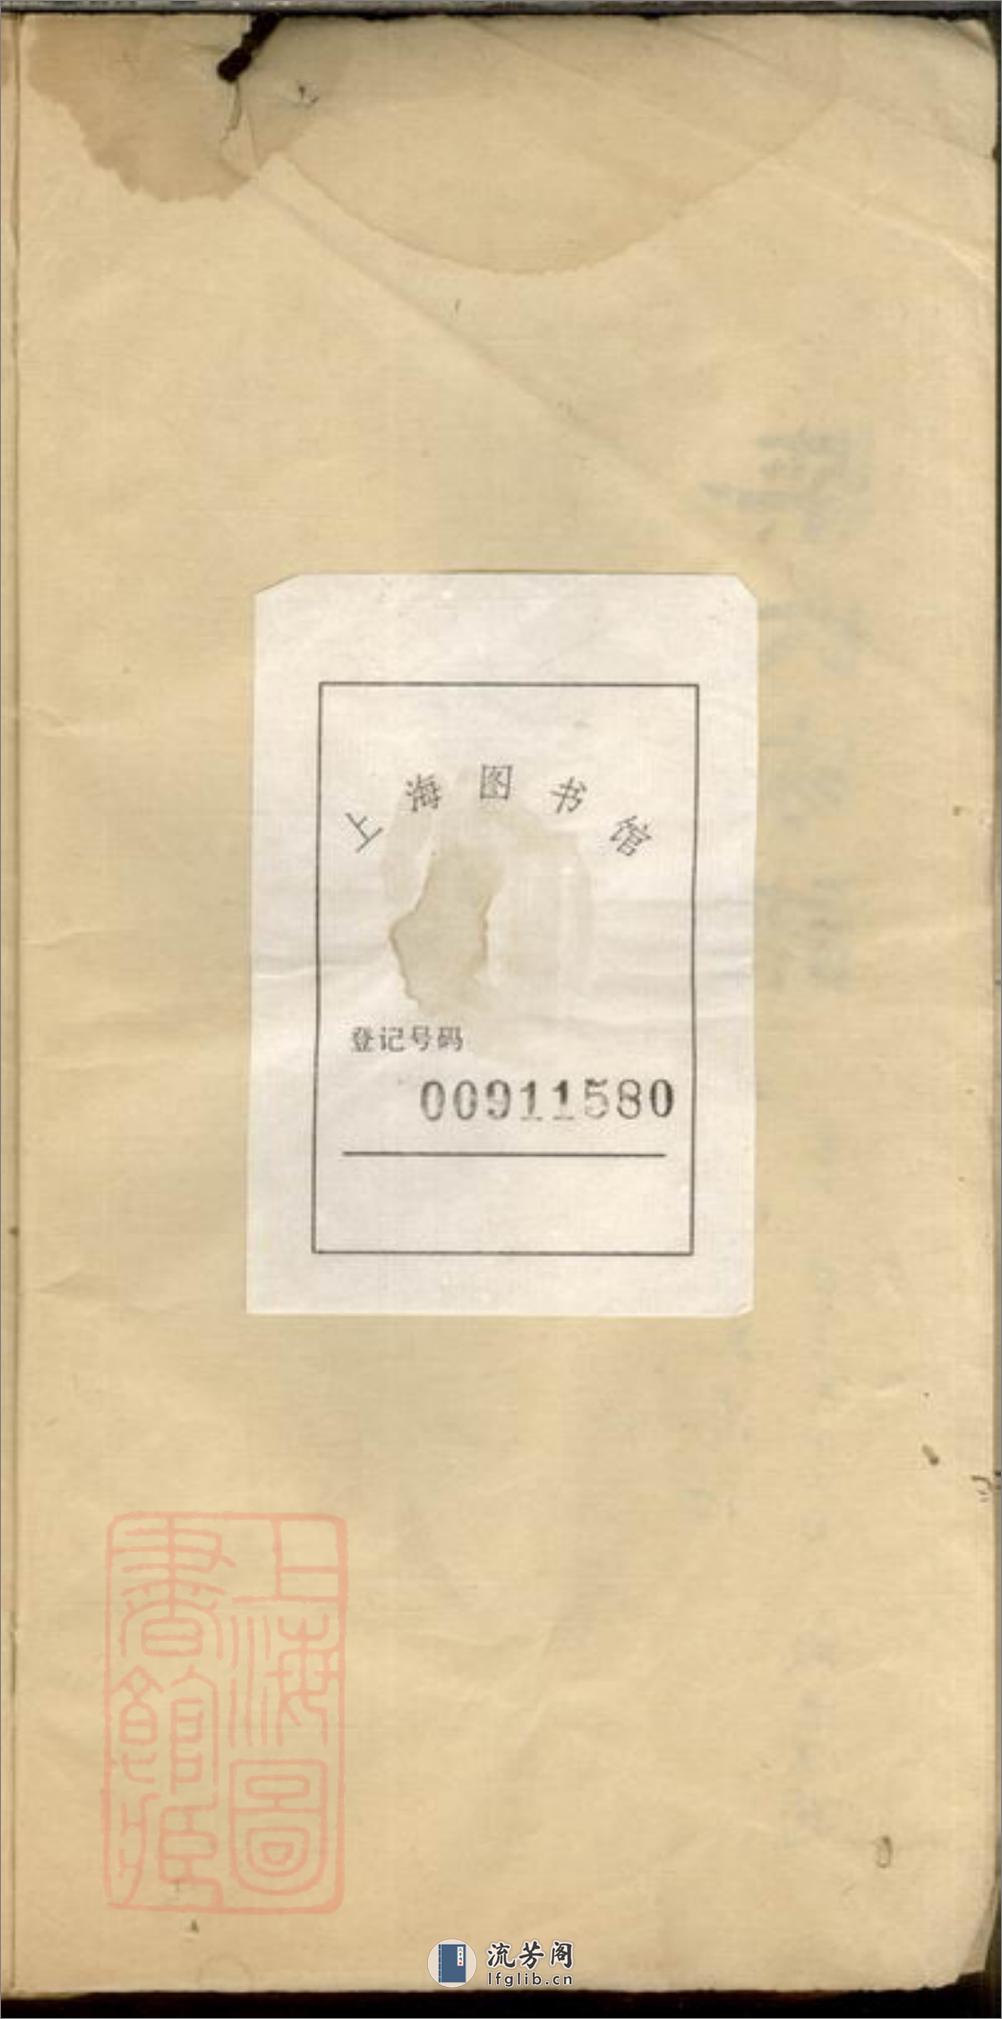 上海图书馆
登记号码
00911580
上海圖
書館藏
流芳阁
lfglib.cn